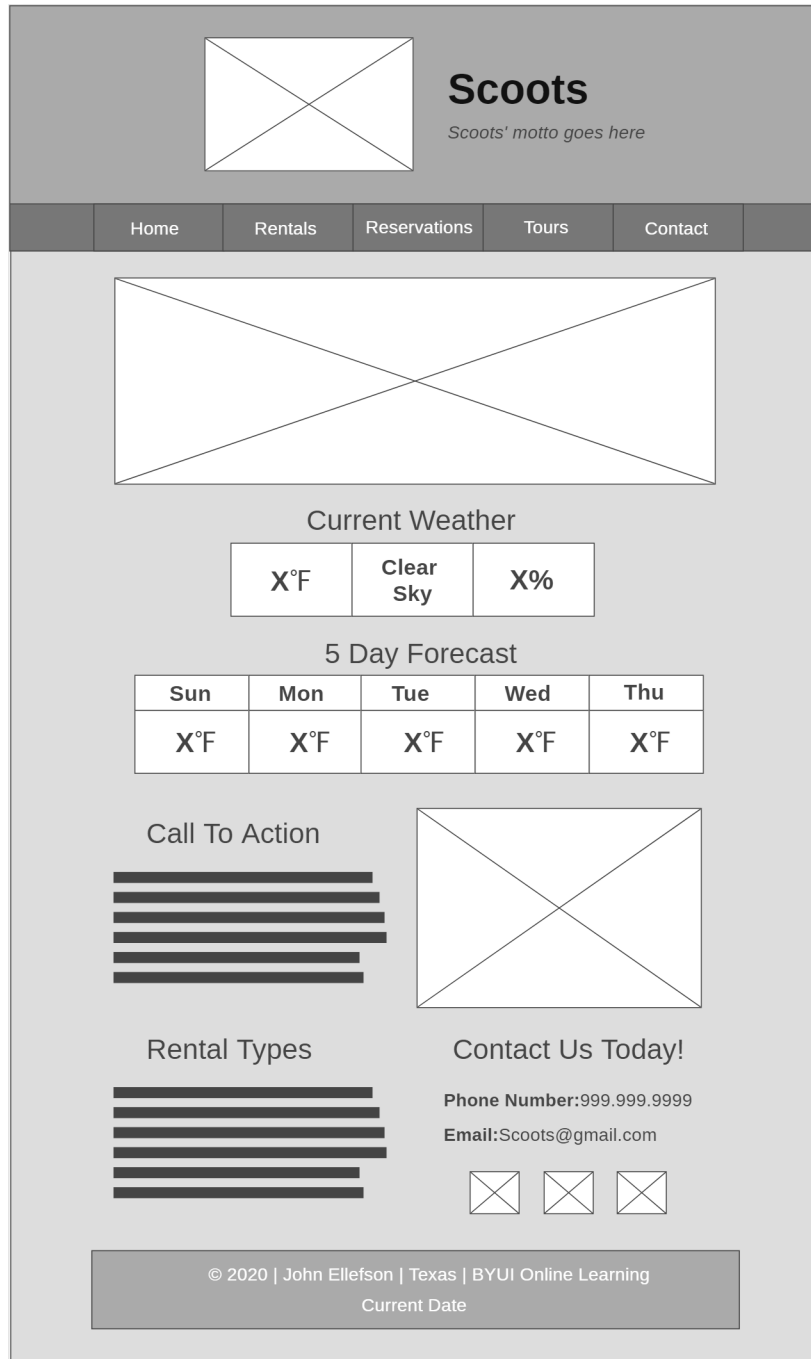 Scoots
Scoots' motto goes here
Home Rentals Reservations Tours Contact
Current Weather
X°F Clear Sky X%
5 Day Forecast
Sun Mon Tue Wed Thu
X°F X°F X°F X°F X°F
Call To Action
Rental Types
Contact Us Today!
Phone Number:999.999.9999
Email:Scoots@gmail.com
© 2020 | John Ellefson | Texas | BYUI Online Learning
Current Date